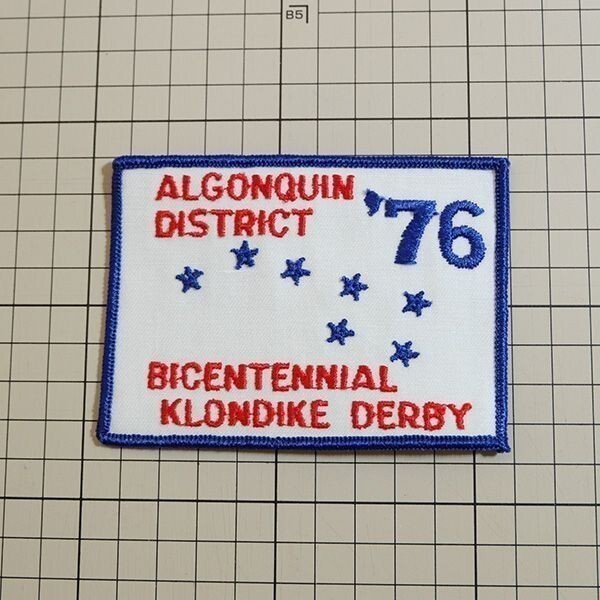 B5
ALGONQUIN
DISTRICT
'76
BICENTENNIAL
KLONDIKE DERBY